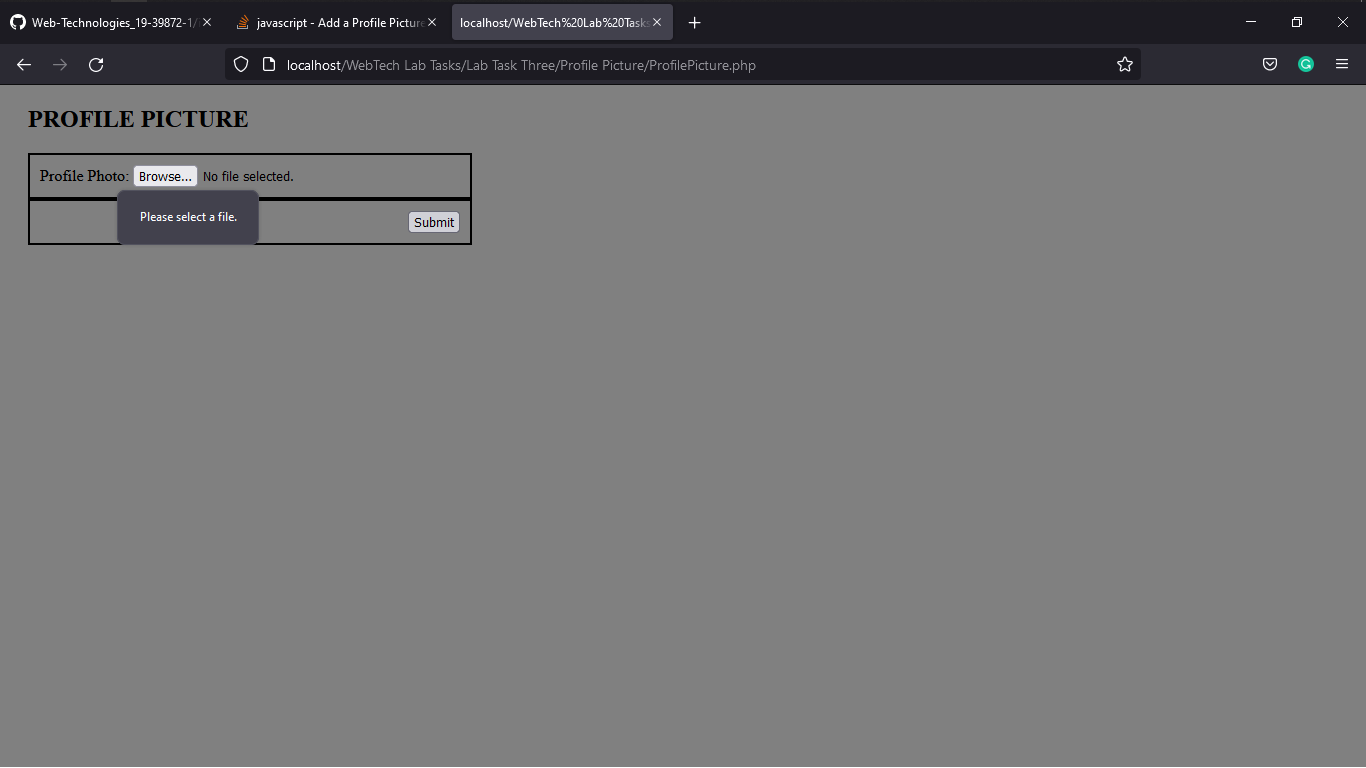 Web-Technologies_19-39872-1/
javascript - Add a Profile Picture
localhost/WebTech%20Lab%20Tasks
localhost/WebTech Lab Tasks/Lab Task Three/Profile Picture/ProfilePicture.php
PROFILE PICTURE
Profile Photo: Browse... No file selected.
Please select a file.
Submit